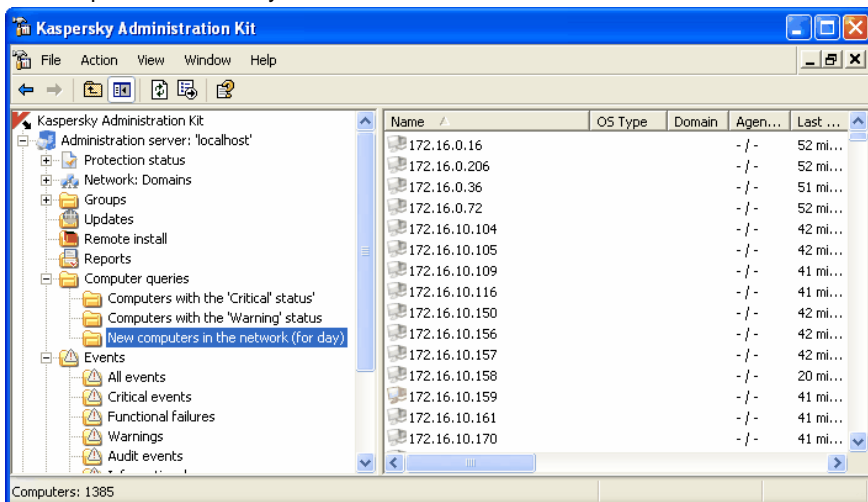 Kaspersky Administration Kit
File Action View Window Help
Kaspersky Administration Kit
Administration server: 'localhost'
Protection status
Network: Domains
Groups
Updates
Remote install
Reports
Computer queries
Computers with the 'Critical' status'
Computers with the 'Warning' status
New computers in the network (for day)
Events
All events
Critical events
Functional failures
Warnings
Audit events
Name OS Type Domain Agen... Last ...
172.16.0.16 - / - 52 mi...
172.16.0.206 - / - 52 mi...
172.16.0.36 - / - 51 mi...
172.16.0.72 - / - 52 mi...
172.16.10.104 - / - 42 mi...
172.16.10.105 - / - 42 mi...
172.16.10.109 - / - 41 mi...
172.16.10.116 - / - 41 mi...
172.16.10.150 - / - 42 mi...
172.16.10.156 - / - 42 mi...
172.16.10.157 - / - 42 mi...
172.16.10.158 - / - 20 mi...
172.16.10.159 - / - 41 mi...
172.16.10.161 - / - 41 mi...
172.16.10.170 - / - 41 mi...
Computers: 1385